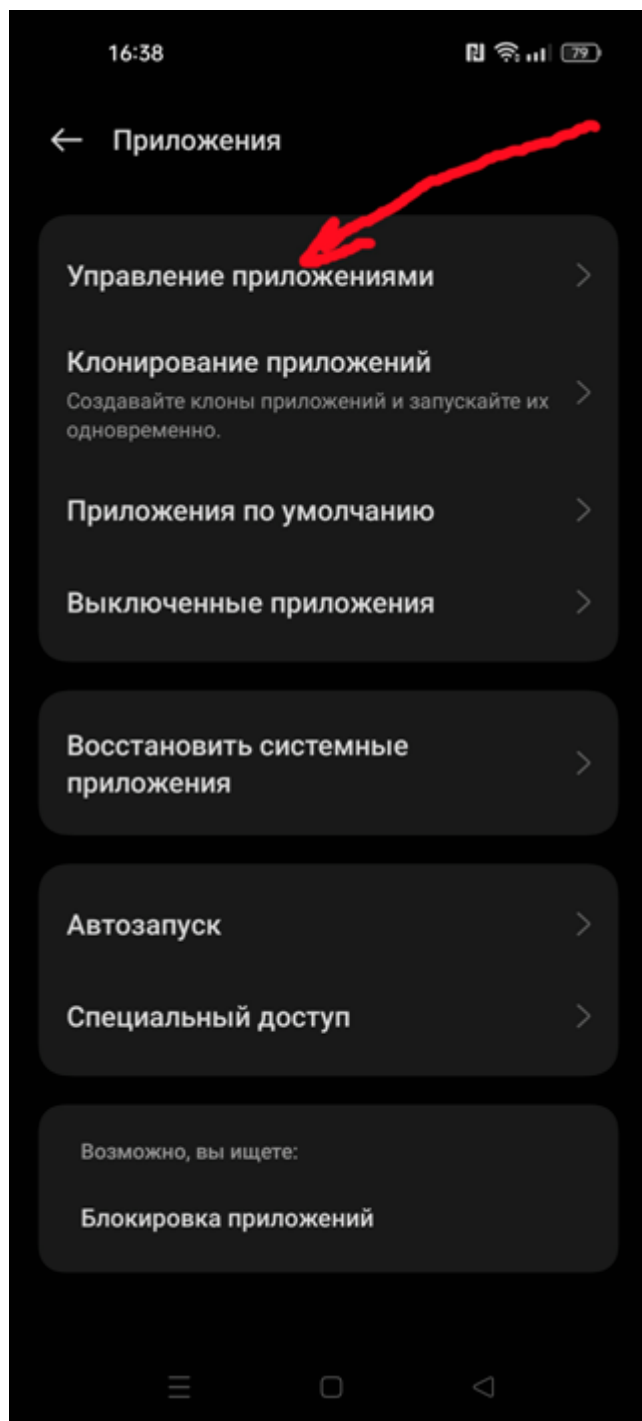 16:38
79
Приложения
Управление приложениями
Клонирование приложений
Создавайте клоны приложений и запускайте их
одновременно.
Приложения по умолчанию
Выключенные приложения
Восстановить системные
приложения
Автозапуск
Специальный доступ
Возможно, вы ищете:
Блокировка приложений